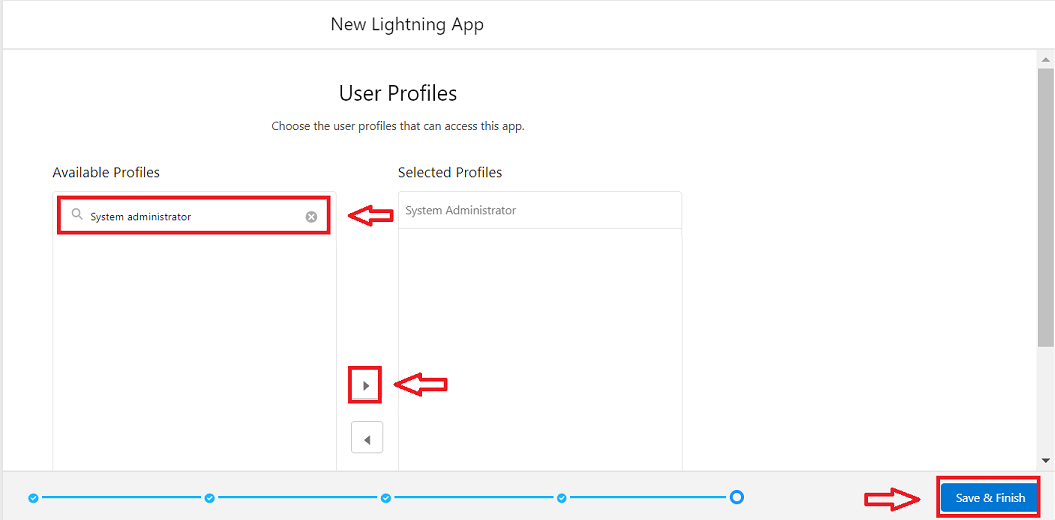 New Lightning App
User Profiles
Choose the user profiles that can access this app.
Available Profiles
Selected Profiles
System administrator
System Administrator
Save & Finish